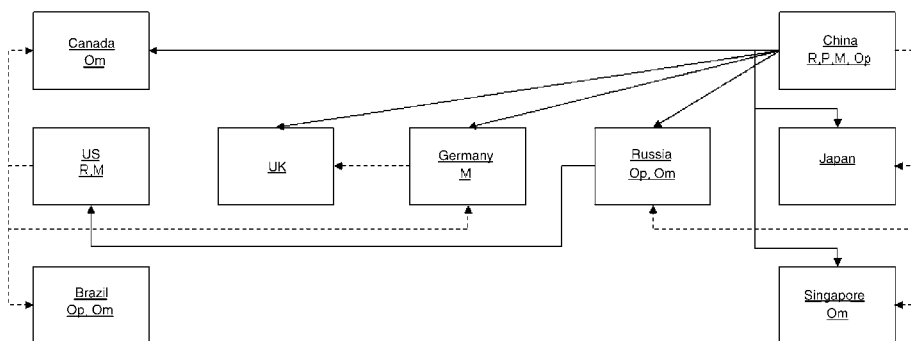 Canada
Om
China
R,P,M, Op
US
R,M
UK
Germany
M
Russia
Op, Om
Japan
Brazil
Op, Om
Singapore
Om